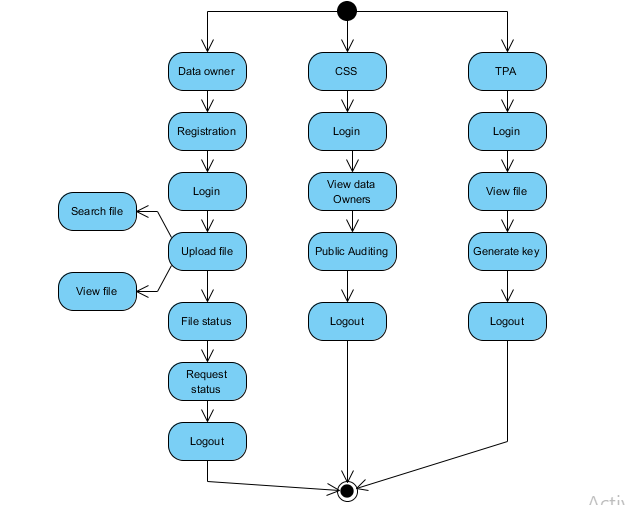 Data owner
CSS
TPA
Registration
Login
Login
Login
View data
Owners
View file
Search file
Upload file
Public Auditing
Generate key
View file
File status
Logout
Logout
Request
status
Logout